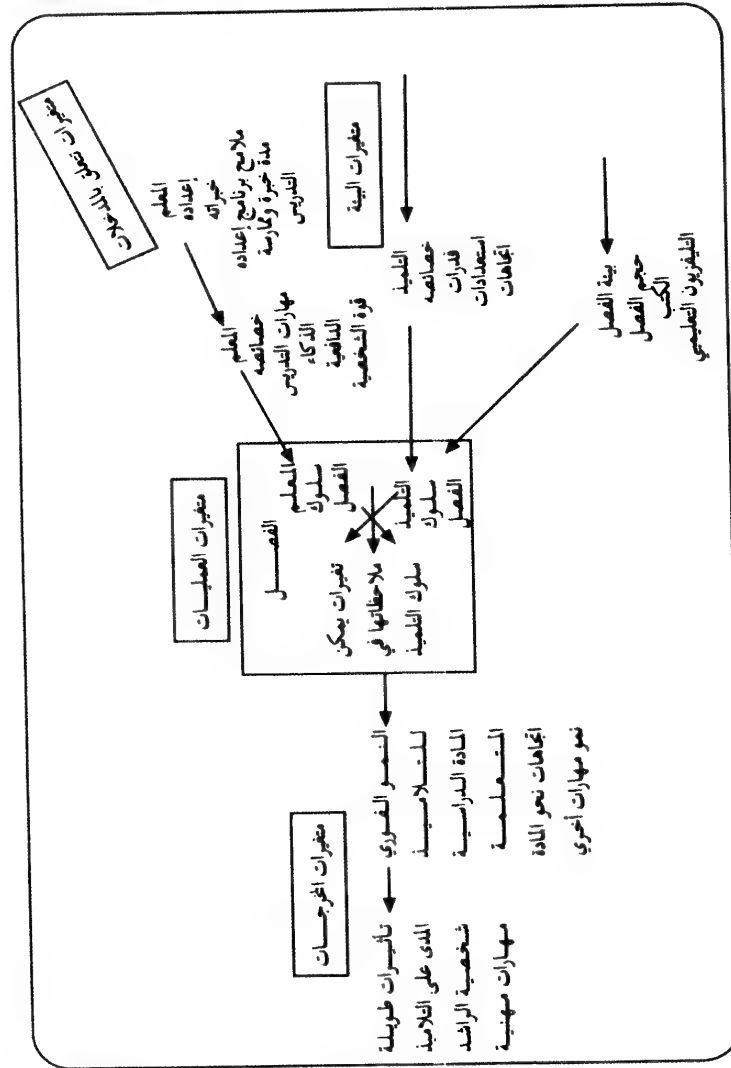 متغيرات تتعلق بالمدخلات
المعلم
إعداده
خبراته
ملامح برنامج إعداده
مدة خبرة وممارسة
التدريس
المعلم
خصائصه
مهارات التدريس
الذكاء
الدافعية
قوة الشخصية
متغيرات البيئة
التلميذ
خصائصه
قدرات
استعدادات
اتجاهات
بيئة الفصل
حجم الفصل
الكتب
التليفزيون التعليمي
متغيرات العمليات
الفصل
سلوك المعلم
الفصل
سلوك
التلميذ
الفصل
تغيرات يمكن
ملاحظاتها في
سلوك التلميذ
متغيرات المخرجات
النمو الفوري
للتلاميذ
المادة الدراسية
المتعلمة
اتجاهات نحو المادة
نمو مهارات أخري
تأثيرات طويلة
المدى على التلاميذ
شخصية الراشد
مهارات مهنية